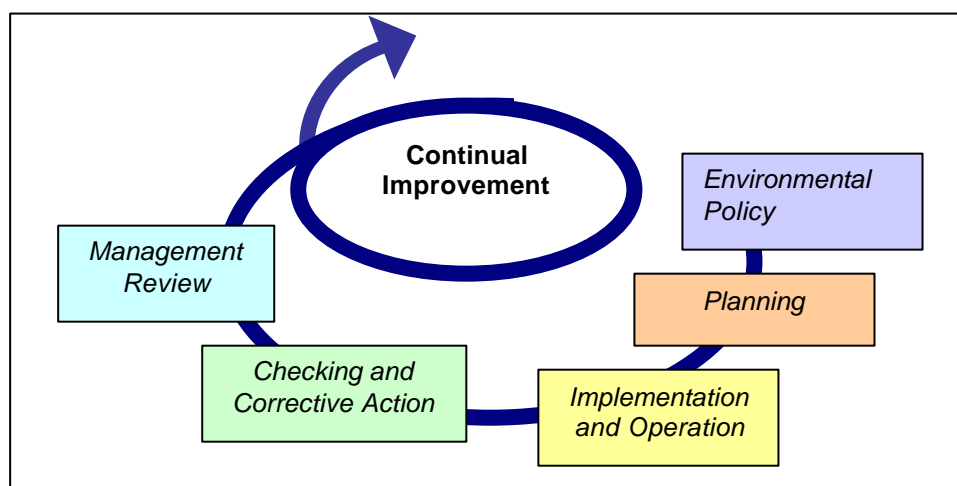 Continual
Improvement
Environmental
Policy
Planning
Implementation
and Operation
Checking and
Corrective Action
Management
Review